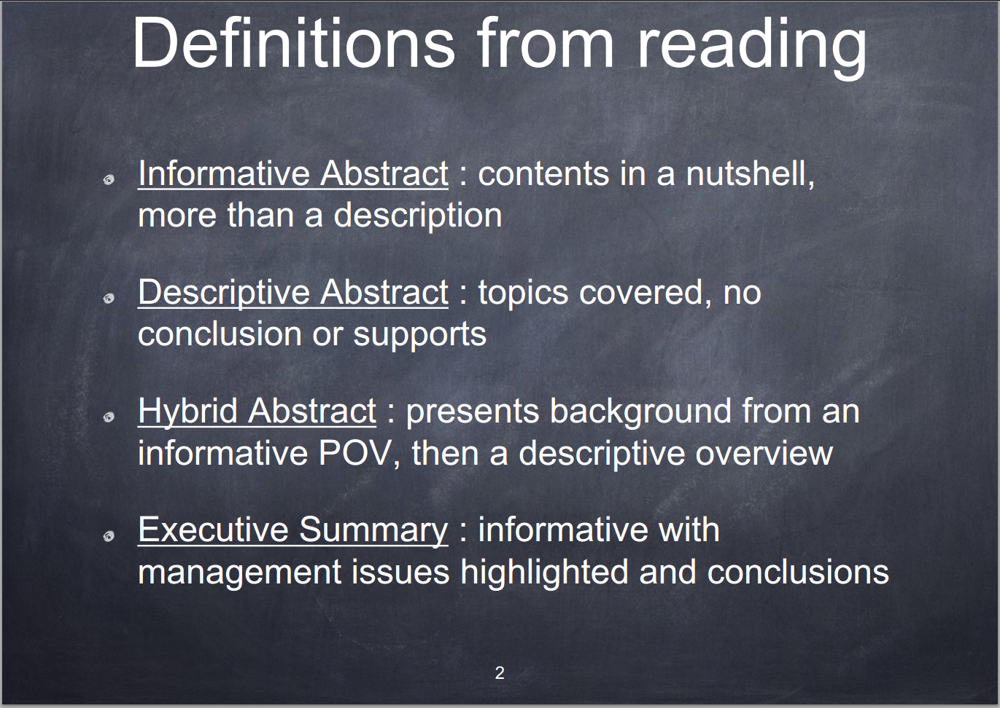 Definitions from reading
Informative Abstract : contents in a nutshell,
more than a description
Descriptive Abstract : topics covered, no
conclusion or supports
Hybrid Abstract : presents background from an
informative POV, then a descriptive overview
Executive Summary : informative with
management issues highlighted and conclusions
2